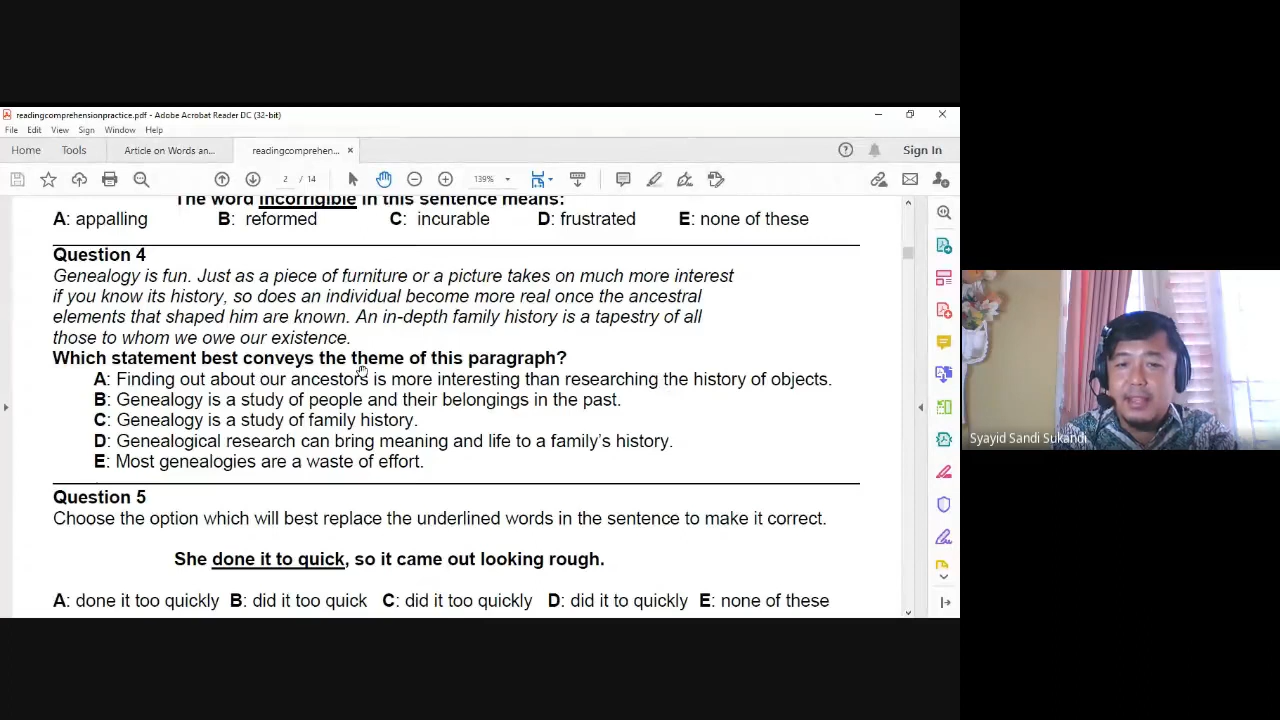 readingcomprehensionpractice.pdf - Adobe Acrobat Reader DC (32-bit)
File Edit View Sign Window Help
Home Tools Article on Words an... readingcomprehen... × Sign In
2 / 14 139%
The word incorrigible in this sentence means:
A: appalling B: reformed C: incurable D: frustrated E: none of these
Question 4
Genealogy is fun. Just as a piece of furniture or a picture takes on much more interest
if you know its history, so does an individual become more real once the ancestral
elements that shaped him are known. An in-depth family history is a tapestry of all
those to whom we owe our existence.
Which statement best conveys the theme of this paragraph?
A: Finding out about our ancestors is more interesting than researching the history of objects.
B: Genealogy is a study of people and their belongings in the past.
C: Genealogy is a study of family history.
D: Genealogical research can bring meaning and life to a family's history.
E: Most genealogies are a waste of effort.
Question 5
Choose the option which will best replace the underlined words in the sentence to make it correct.
She done it to quick, so it came out looking rough.
A: done it too quickly B: did it too quick C: did it too quickly D: did it to quickly E: none of these
Syayid Sandi Sukandi